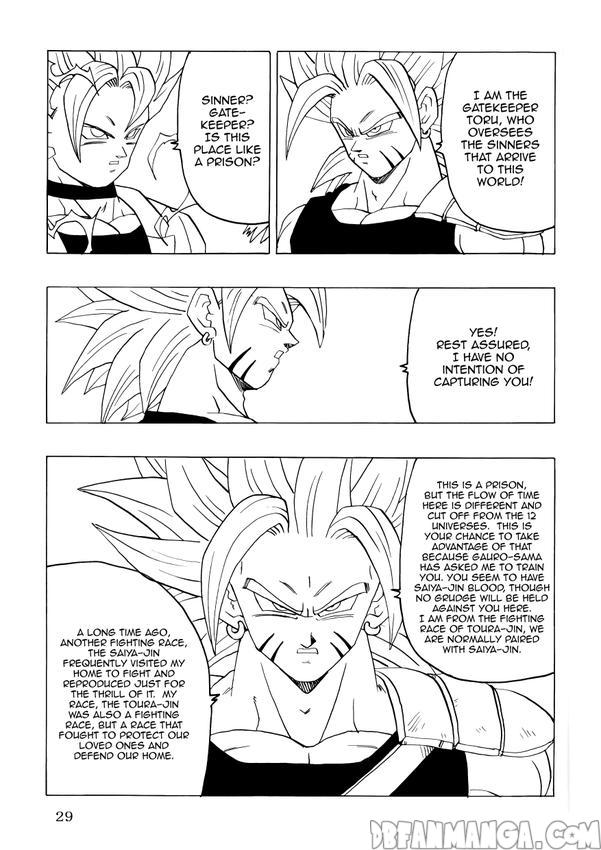 I AM THE
GATEKEEPER
TORU, WHO
OVERSEES
THE SINNERS
THAT ARRIVE
TO THIS
WORLD!
SINNER?
GATE-
KEEPER?
IS THIS
PLACE LIKE
A PRISON?
YES!
REST ASSURED,
I HAVE NO
INTENTION OF
CAPTURING YOU!
THIS IS A PRISON,
BUT THE FLOW OF TIME
HERE IS DIFFERENT AND
CUT OFF FROM THE 12
UNIVERSES. THIS IS
YOUR CHANCE TO TAKE
ADVANTAGE OF THAT
BECAUSE GAURO-SAMA
HAS ASKED ME TO TRAIN
YOU. YOU SEEM TO HAVE
SAIYA-JIN BLOOD, THOUGH
NO GRUDGE WILL BE HELD
AGAINST YOU HERE.
I AM FROM THE FIGHTING
RACE OF TOURA-JIN, WE
ARE NORMALLY PAIRED
WITH SAIYA-JIN.
A LONG TIME AGO,
ANOTHER FIGHTING RACE,
THE SAIYA-JIN
FREQUENTLY VISITED MY
HOME TO FIGHT AND
REPRODUCED JUST FOR
THE THRILL OF IT. MY
RACE, THE TOURA-JIN
WAS ALSO A FIGHTING
RACE, BUT A RACE THAT
FOUGHT TO PROTECT OUR
LOVED ONES AND
DEFEND OUR HOME.
29
DBFANMANGA.COM